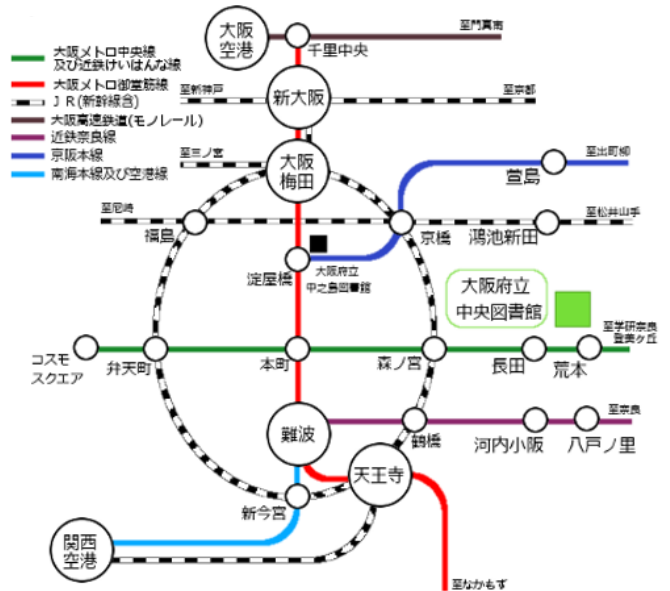 大阪メトロ中央線
及び近鉄けいはんな線
大阪メトロ御堂筋線
ＪＲ(新幹線含)
大阪高速鉄道(モノレール)
近鉄奈良線
京阪本線
南海本線及び空港線
大阪
空港
千里中央
至門真南
至新神戸
新大阪
至京都
至三ノ宮
大阪
梅田
萱島
至出町柳
至尼崎
福島
京橋
鴻池新田
至松井山手
淀屋橋
大阪府立
中之島図書館
大阪府立
中央図書館
コスモ
スクエア
弁天町
本町
森ノ宮
長田
荒本
至学研奈良
登美ヶ丘
難波
鶴橋
河内小阪
八戸ノ里
至奈良
天王寺
新今宮
関西
空港
至なかもず